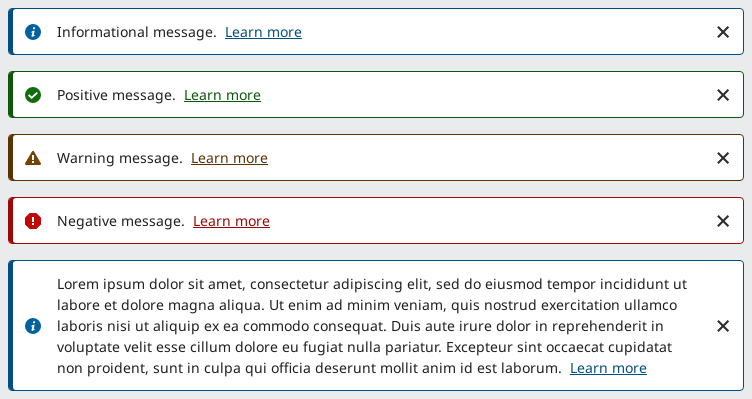 Informational message. Learn more
Positive message. Learn more
Warning message. Learn more
Negative message. Learn more
Lorem ipsum dolor sit amet, consectetur adipiscing elit, sed do eiusmod tempor incididunt ut
labore et dolore magna aliqua. Ut enim ad minim veniam, quis nostrud exercitation ullamco
laboris nisi ut aliquip ex ea commodo consequat. Duis aute irure dolor in reprehenderit in
voluptate velit esse cillum dolore eu fugiat nulla pariatur. Excepteur sint occaecat cupidatat
non proident, sunt in culpa qui officia deserunt mollit anim id est laborum. Learn more